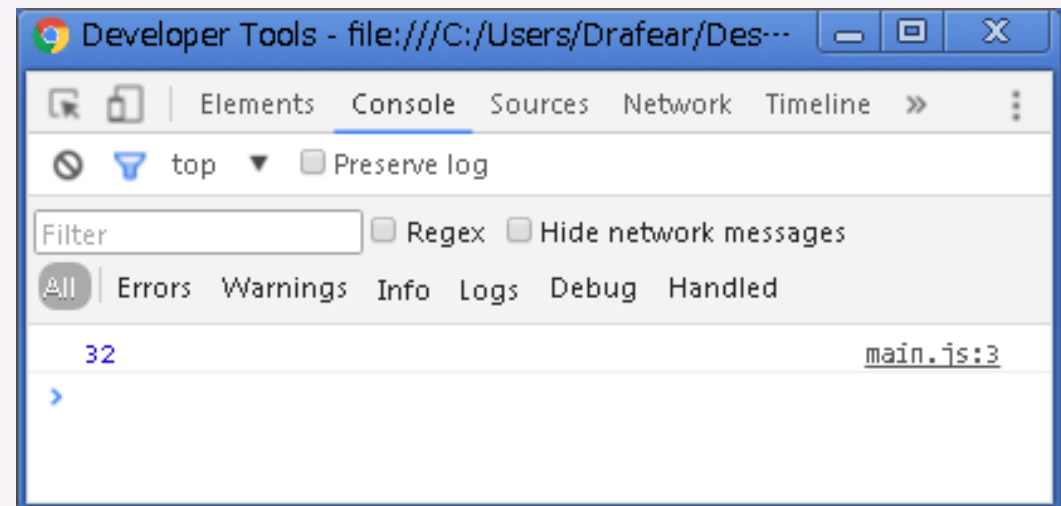 Developer Tools - file:///C:/Users/Drafear/Des...
Elements Console Sources Network Timeline »
top ▼ Preserve log
Filter Regex Hide network messages
All Errors Warnings Info Logs Debug Handled
32 main.js:3
>